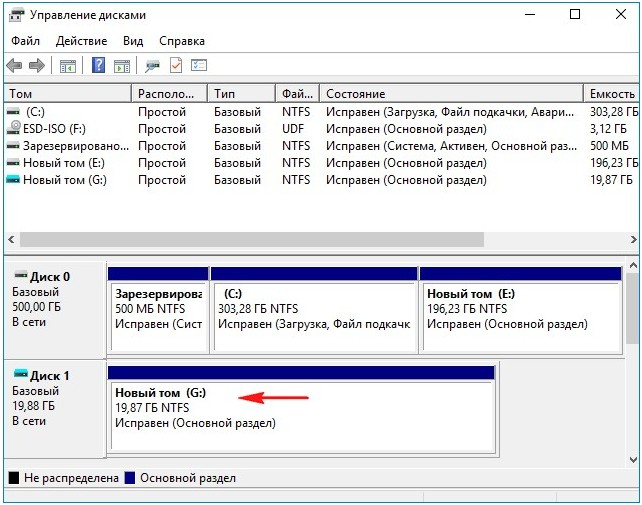 Управление дисками
Файл Действие Вид Справка
Том Располо... Тип Фай... Состояние Емкость
(C:) Простой Базовый NTFS Исправен (Загрузка, Файл подкачки, Авари... 303,28 ГБ
ESD-ISO (F:) Простой Базовый UDF Исправен (Основной раздел) 3,12 ГБ
Зарезервировано... Простой Базовый NTFS Исправен (Система, Активен, Основной раз... 500 МБ
Новый том (E:) Простой Базовый NTFS Исправен (Основной раздел) 196,23 ГБ
Новый том (G:) Простой Базовый NTFS Исправен (Основной раздел) 19,87 ГБ
Диск 0
Базовый
500,00 ГБ
В сети
Зарезервирова
500 МБ NTFS
Исправен (Сист
(C:)
303,28 ГБ NTFS
Исправен (Загрузка, Файл подкачк
Новый том (E:)
196,23 ГБ NTFS
Исправен (Основной раздел)
Диск 1
Базовый
19,88 ГБ
В сети
Новый том (G:)
19,87 ГБ NTFS
Исправен (Основной раздел)
Не распределена Основной раздел